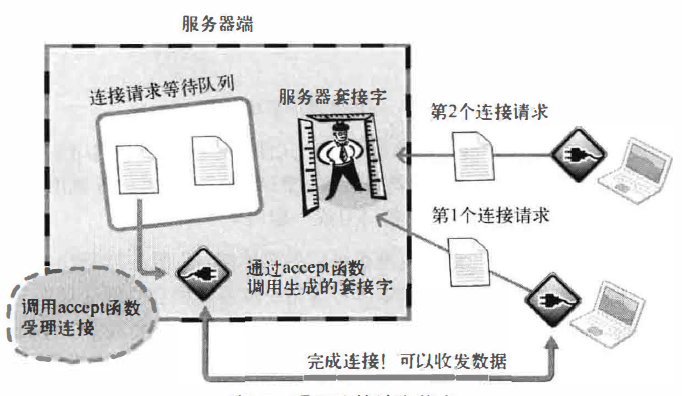 服务器端
连接请求等待队列
服务器套接字
第2个连接请求
第1个连接请求
通过accept函数
调用生成的套接字
调用accept函数
受理连接
完成连接！可以收发数据